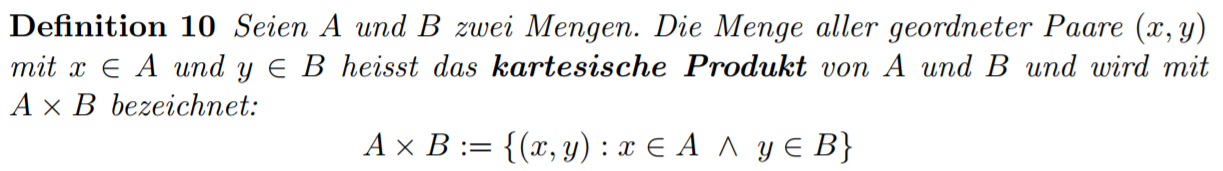 Definition 10 Seien A und B zwei Mengen. Die Menge aller geordneter Paare (x, y)
mit x ∈ A und y ∈ B heisst das kartesische Produkt von A und B und wird mit
A × B bezeichnet:
A × B := {(x, y) : x ∈ A ∧ y ∈ B}